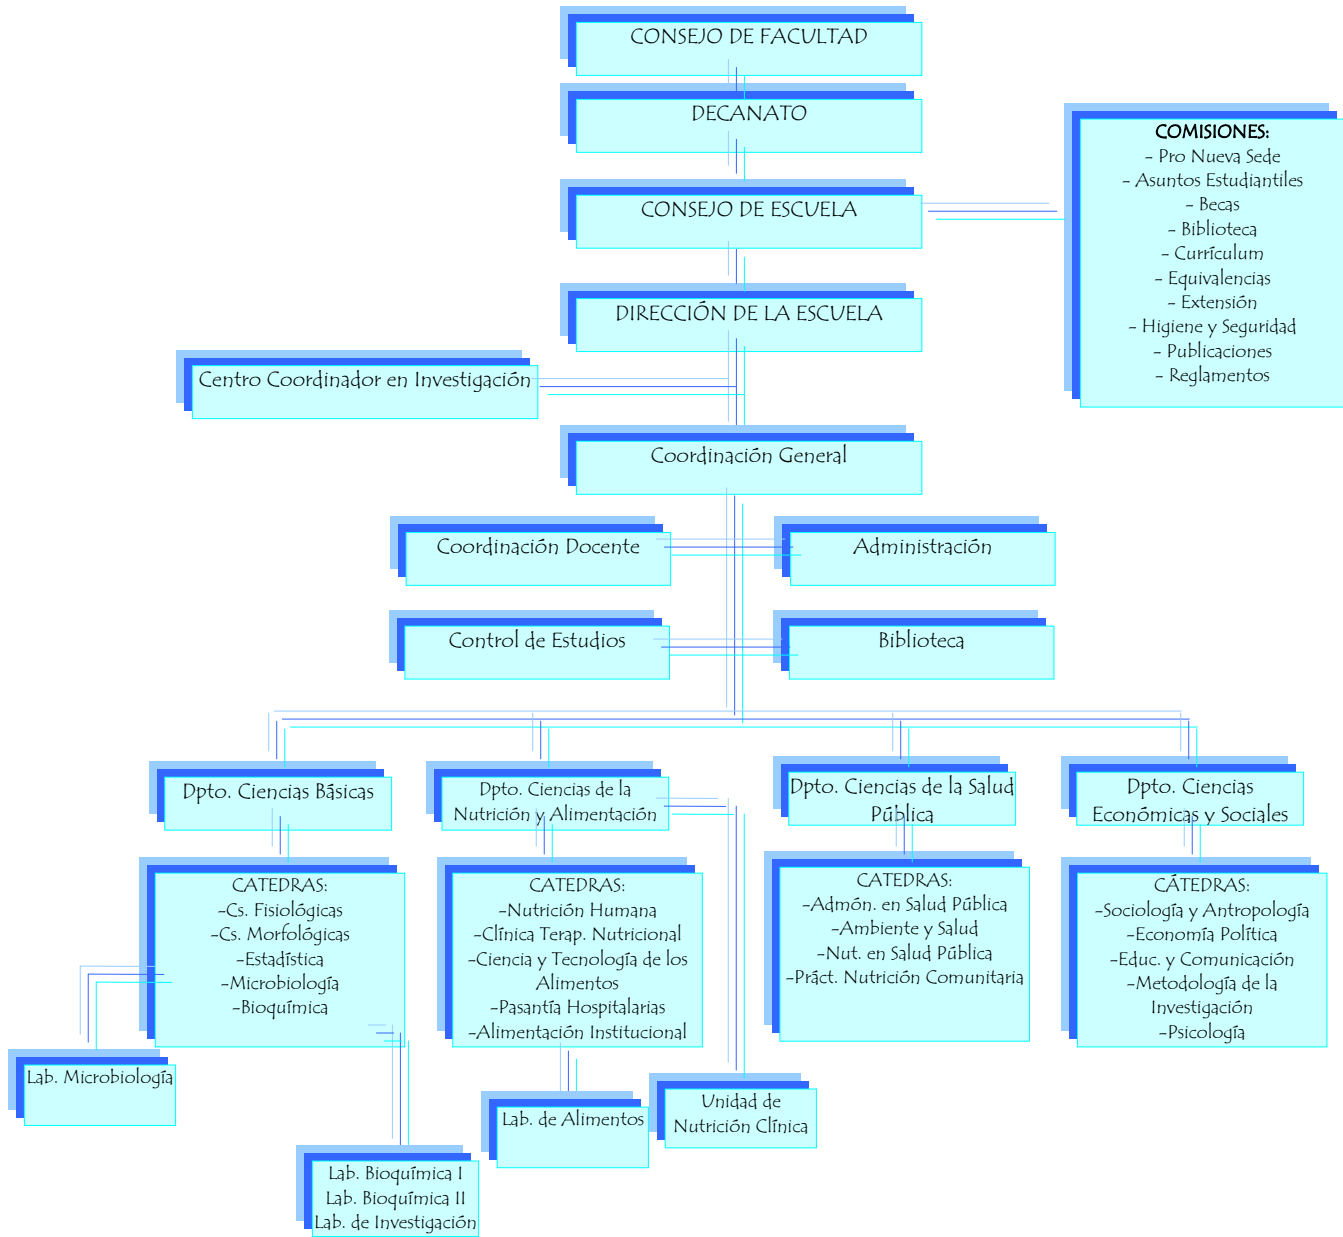 CONSEJO DE FACULTAD
DECANATO
CONSEJO DE ESCUELA
COMISIONES:
- Pro Nueva Sede
- Asuntos Estudiantiles
- Becas
- Biblioteca
- Currículum
- Equivalencias
- Extensión
- Higiene y Seguridad
- Publicaciones
- Reglamentos
DIRECCIÓN DE LA ESCUELA
Centro Coordinador en Investigación
Coordinación General
Coordinación Docente
Administración
Control de Estudios
Biblioteca
Dpto. Ciencias Básicas
Dpto. Ciencias de la
Nutrición y Alimentación
Dpto. Ciencias de la Salud
Pública
Dpto. Ciencias
Económicas y Sociales
CATEDRAS:
-Cs. Fisiológicas
-Cs. Morfológicas
-Estadística
-Microbiología
-Bioquímica
CATEDRAS:
-Nutrición Humana
-Clínica Terap. Nutricional
-Ciencia y Tecnología de los
Alimentos
-Pasantía Hospitalarias
-Alimentación Institucional
CATEDRAS:
-Admón. en Salud Pública
-Ambiente y Salud
-Nut. en Salud Pública
-Práct. Nutrición Comunitaria
CÁTEDRAS:
-Sociología y Antropología
-Economía Política
-Educ. y Comunicación
-Metodología de la
Investigación
-Psicología
Lab. Microbiología
Lab. de Alimentos
Unidad de
Nutrición Clínica
Lab. Bioquímica I
Lab. Bioquímica II
Lab. de Investigación